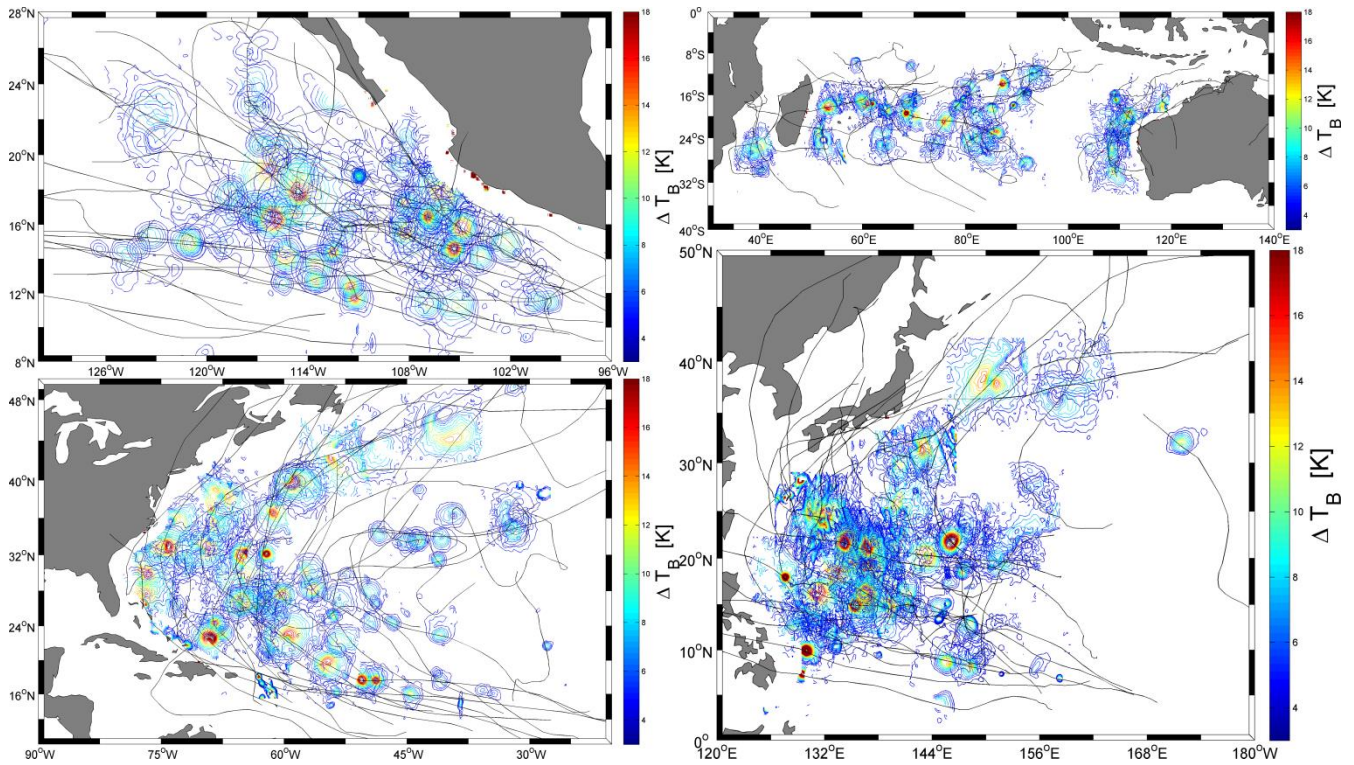 28°N
24°N
20°N
16°N
12°N
8°N
126°W 120°W 114°W 108°W 102°W 96°W
18
16
14
12
10
8
6
4
Δ T_B [K]
0°
8°S
16°S
24°S
32°S
40°S
40°E 60°E 80°E 100°E 120°E 140°E
18
16
14
12
10
8
6
4
Δ T_B [K]
48°N
40°N
32°N
24°N
16°N
90°W 75°W 60°W 45°W 30°W
18
16
14
12
10
8
6
4
Δ T_B [K]
50°N
40°N
30°N
20°N
10°N
0°
120°E 132°E 144°E 156°E 168°E 180°W
18
16
14
12
10
8
6
4
Δ T_B [K]